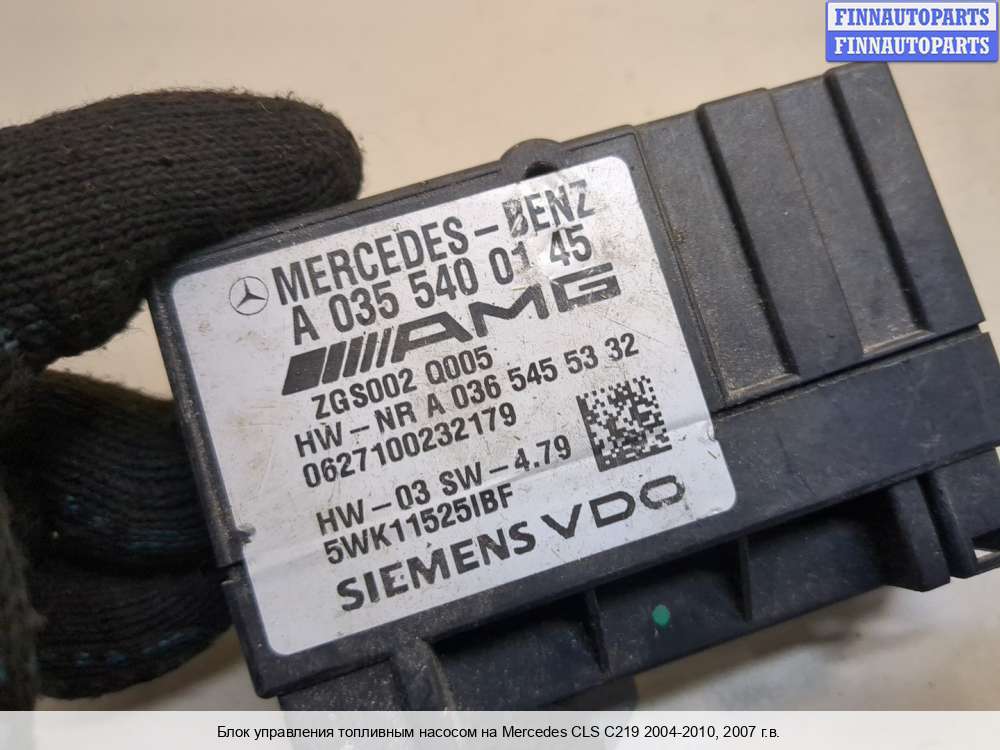 FINNAUTOPARTS
FINNAUTOPARTS
MERCEDES-BENZ
A 035 540 01 45
AMG
ZGS002 Q005
HW-NR A 036 545 53 32
0627100232179
HW-03 SW-4.79
5WK11525IBF
SIEMENS VDO
Блок управления топливным насосом на Mercedes CLS C219 2004-2010, 2007 г.в.